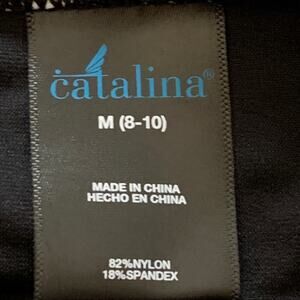 catalina®
M (8-10)
MADE IN CHINA
HECHO EN CHINA
82%NYLON
18%SPANDEX